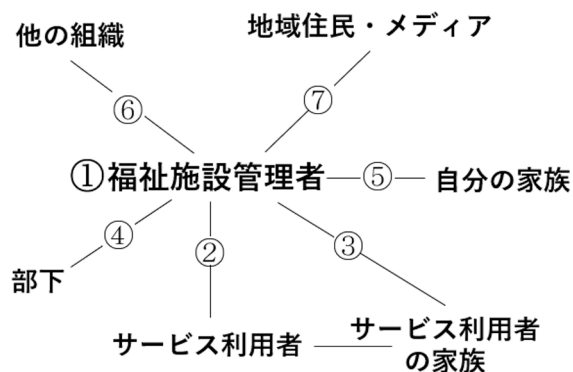 他の組織
地域住民・メディア
⑥
⑦
①福祉施設管理者
⑤
自分の家族
④
②
③
部下
サービス利用者
サービス利用者
の家族